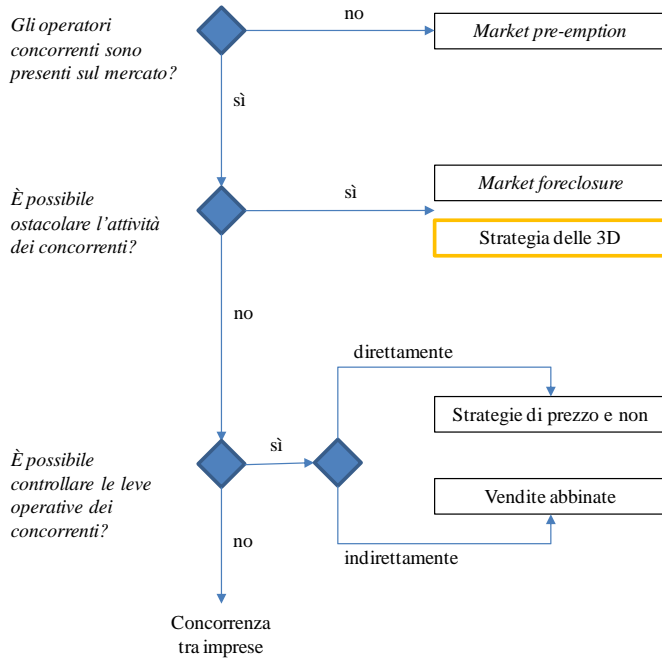 Gli operatori
concorrenti sono
presenti sul mercato?
no
Market pre-emption
sì
È possibile
ostacolare l'attività
dei concorrenti?
sì
Market foreclosure
Strategia delle 3D
no
direttamente
Strategie di prezzo e non
È possibile
controllare le leve
operative dei
concorrenti?
sì
Vendite abbinate
no
indirettamente
Concorrenza
tra imprese